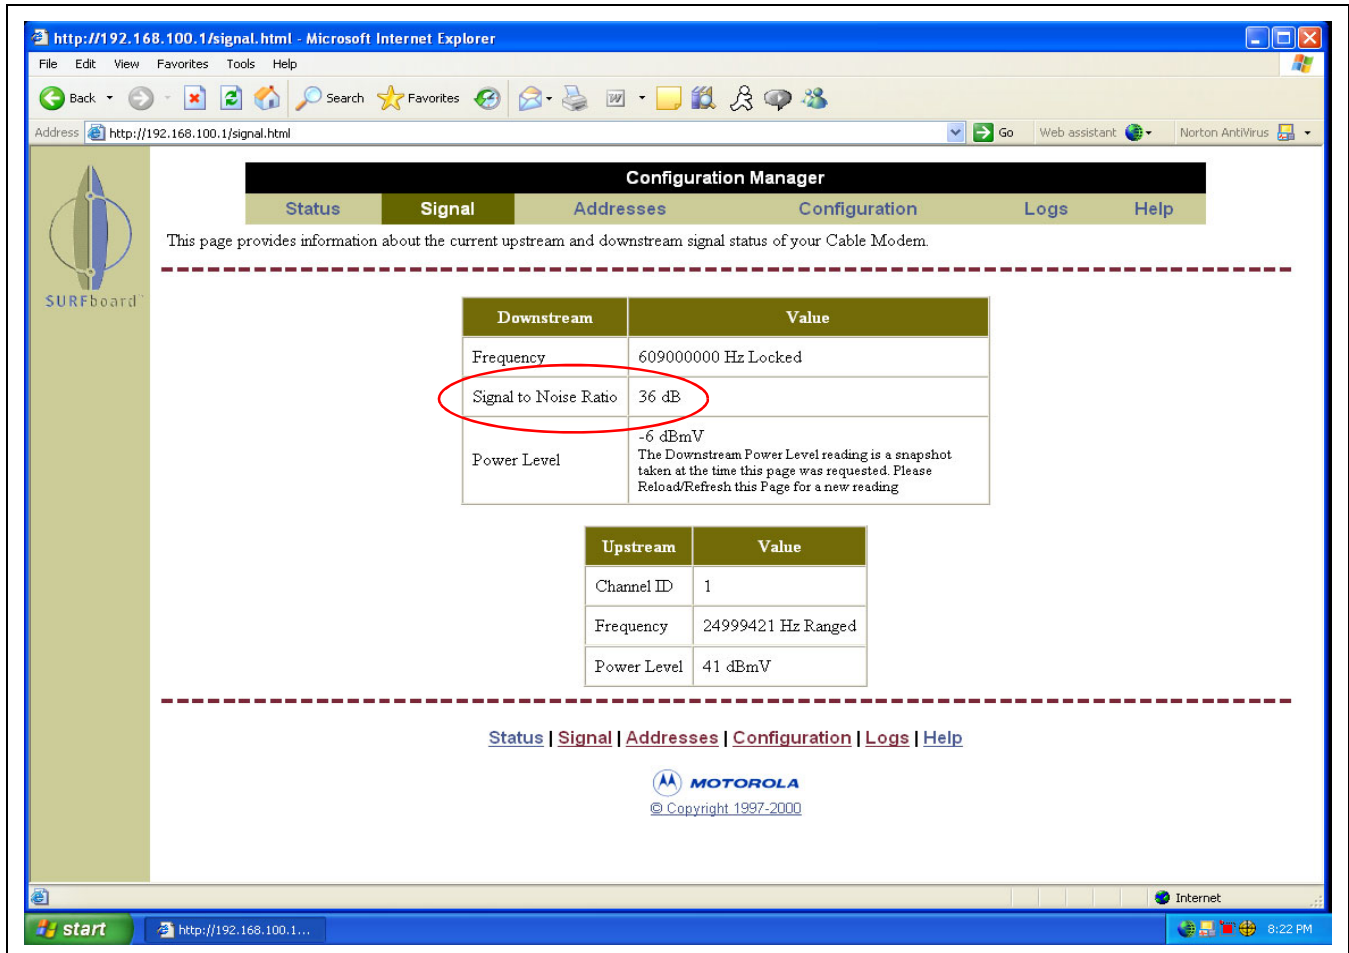 http://192.168.100.1/signal.html - Microsoft Internet Explorer
File Edit View Favorites Tools Help
Back Search Favorites
Address http://192.168.100.1/signal.html Go Web assistant Norton AntiVirus
Configuration Manager
Status Signal Addresses Configuration Logs Help
This page provides information about the current upstream and downstream signal status of your Cable Modem.
SURFboard
Downstream Value
Frequency 609000000 Hz Locked
Signal to Noise Ratio 36 dB
Power Level -6 dBmV
The Downstream Power Level reading is a snapshot
taken at the time this page was requested. Please
Reload/Refresh this Page for a new reading
Upstream Value
Channel ID 1
Frequency 24999421 Hz Ranged
Power Level 41 dBmV
Status | Signal | Addresses | Configuration | Logs | Help
MOTOROLA
© Copyright 1997-2000
Internet
start http://192.168.100.1... 8:22 PM